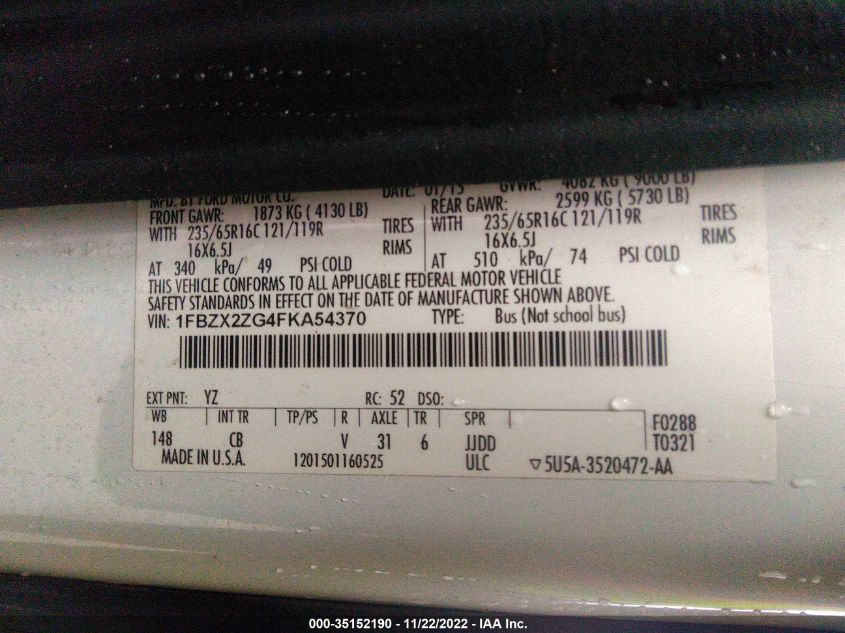 MFD. BY FORD MOTOR CO. DATE: 01/15 GVWR: 4082 KG ( 9000 LB)
FRONT GAWR: 1873 KG ( 4130 LB) REAR GAWR: 2599 KG ( 5730 LB)
WITH 235/65R16C 121/119R TIRES WITH 235/65R16C 121/119R TIRES
16X6.5J RIMS 16X6.5J RIMS
AT 340 kPa/ 49 PSI COLD AT 510 kPa/ 74 PSI COLD
THIS VEHICLE CONFORMS TO ALL APPLICABLE FEDERAL MOTOR VEHICLE
SAFETY STANDARDS IN EFFECT ON THE DATE OF MANUFACTURE SHOWN ABOVE.
VIN: 1FBZX2ZG4FKA54370 TYPE: Bus (Not school bus)
EXT PNT: YZ RC: 52 DSO:
WB INT TR TP/PS R AXLE TR SPR F0288
148 CB V 31 6 JJDD T0321
MADE IN U.S.A. 1201501160525 ULC ▽5U5A-3520472-AA
000-35152190 - 11/22/2022 - IAA Inc.